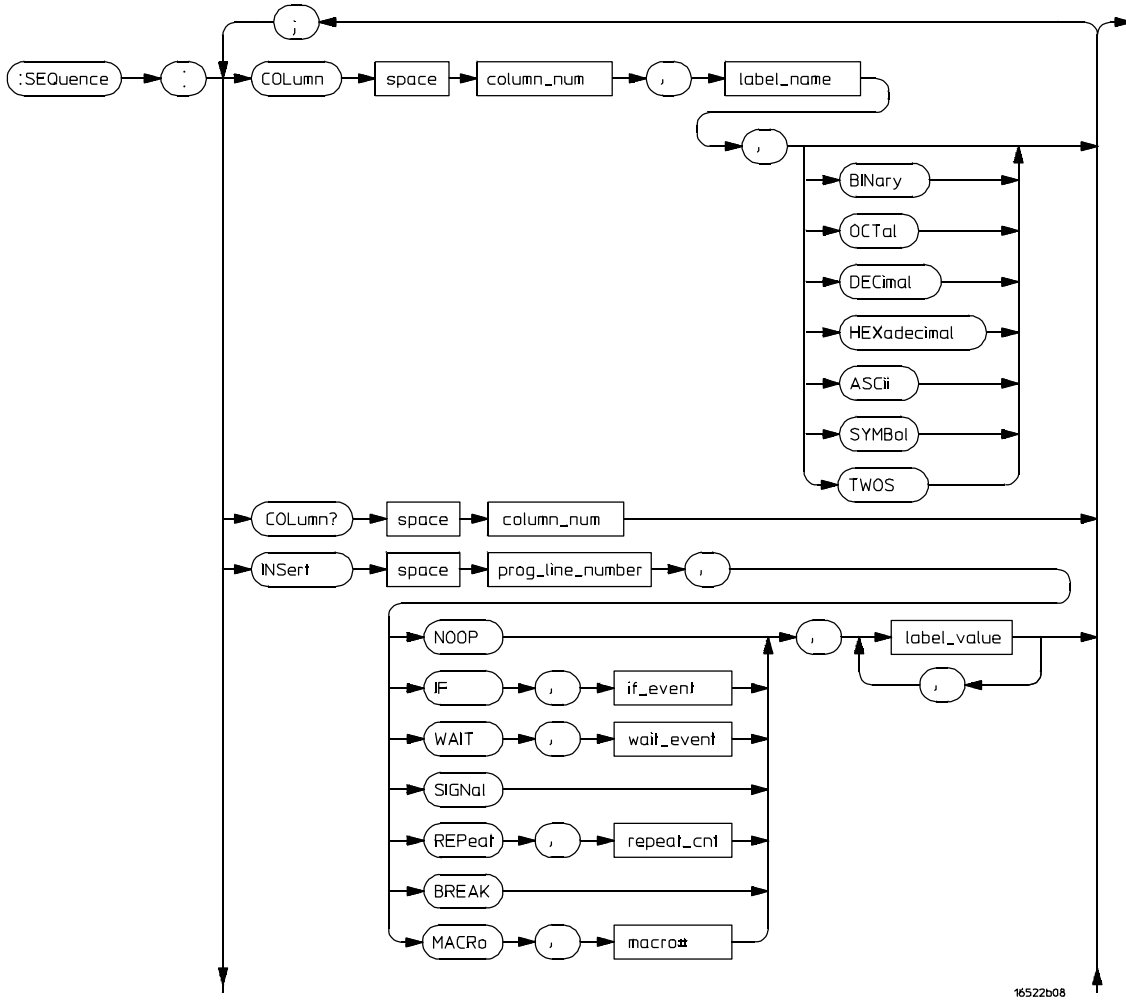 ;
:SEQuence : COLumn space column_num , label_name
,
BINary
OCTal
DECimal
HEXadecimal
ASCii
SYMBol
TWOS
COLumn? space column_num
INSert space prog_line_number ,
NOOP , label_value
IF , if_event ,
WAIT , wait_event
SIGNal
REPeat , repeat_cnt
BREAK
MACRo , macro#
16522b08